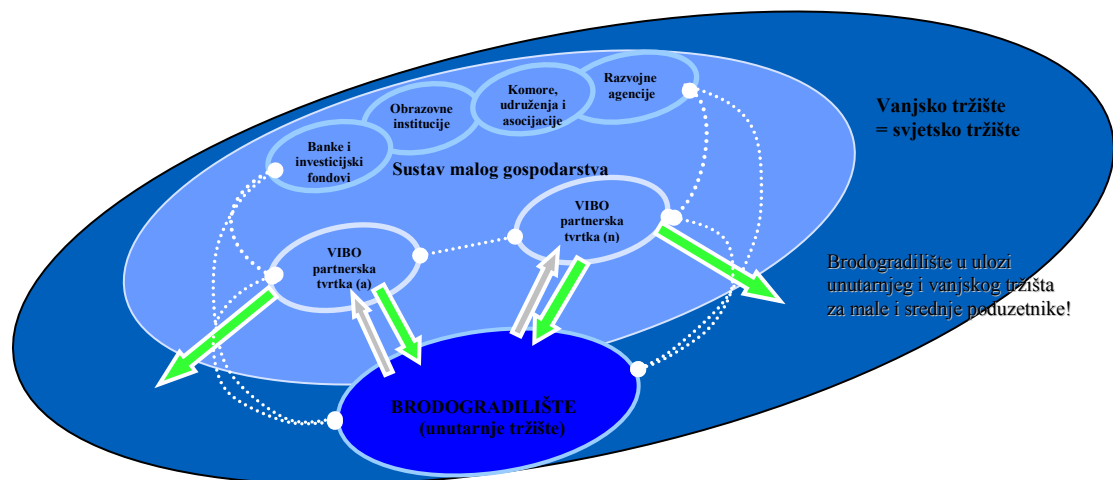 Razvojne
agencije
Komore,
udruženja i
asocijacije
Obrazovne
institucije
Banke i
investicijski
fondovi
Vanjsko tržište
= svjetsko tržište
Sustav malog gospodarstva
VIBO
partnerska
tvrtka (n)
VIBO
partnerska
tvrtka (a)
Brodogradilište u ulozi
unutarnjeg i vanjskog tržišta
za male i srednje poduzetnike!
BRODOGRADILIŠTE
(unutarnje tržište)